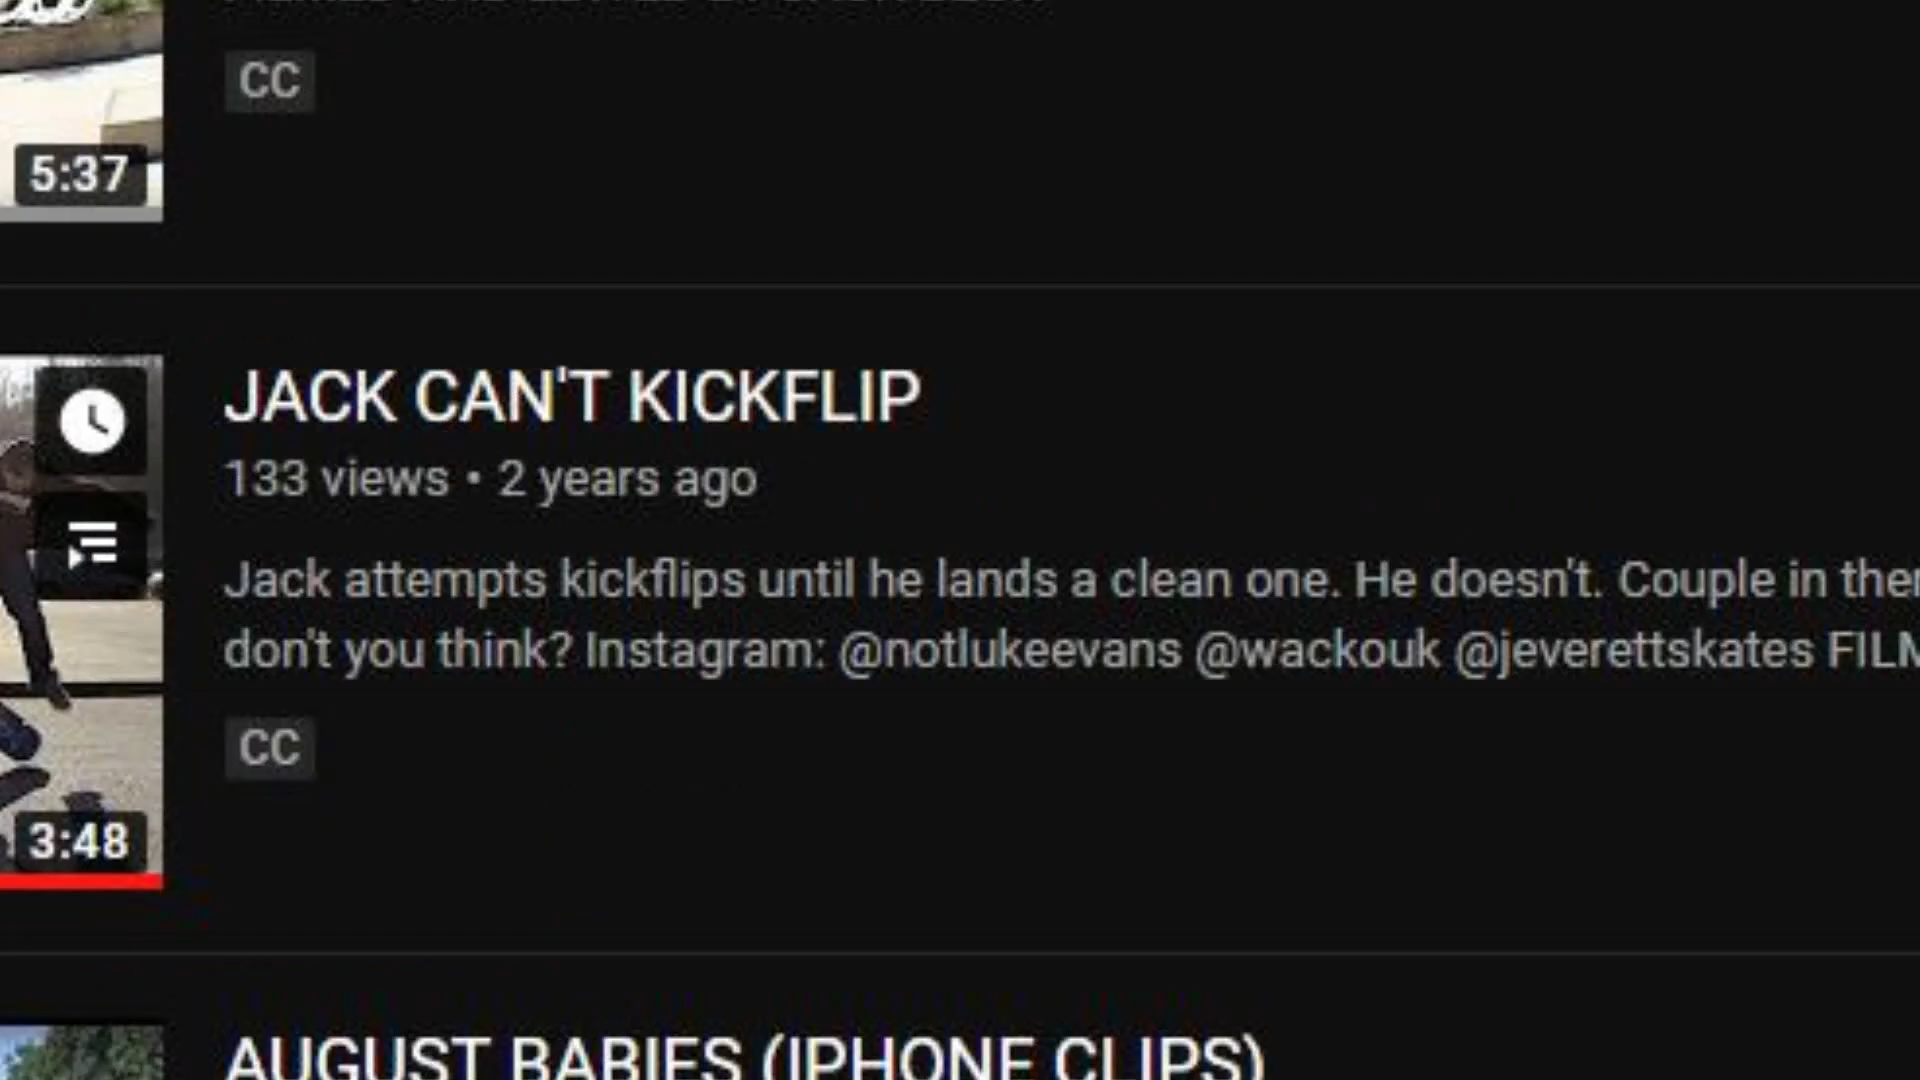 CC
5:37
JACK CAN'T KICKFLIP
133 views • 2 years ago
Jack attempts kickflips until he lands a clean one. He doesn't. Couple in
don't you think? Instagram: @notlukeevans @wackouk @jeverettskates
CC
3:48
AUGUST BABIES (IPHONE CLIPS)